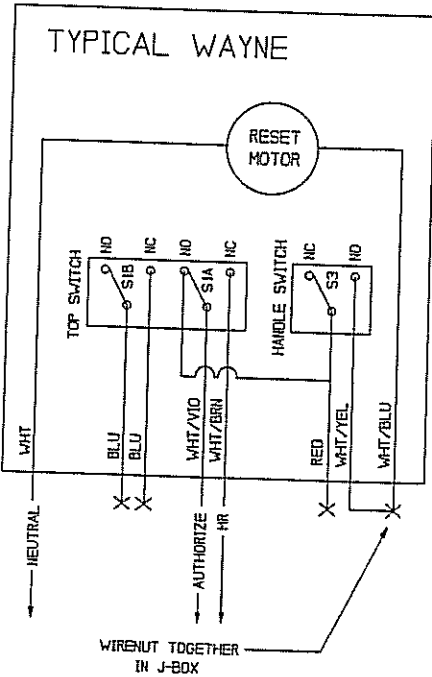 TYPICAL WAYNE
RESET
MOTOR
TOP SWITCH
NO
S1B
NC
NO
S1A
NC
HANDLE SWITCH
NC
S3
NO
WHT
BLU
BLU
WHT/VIO
WHT/BRN
RED
WHT/YEL
WHT/BLU
NEUTRAL
AUTHORIZE
HR
WIRENUT TOGETHER
IN J-BOX